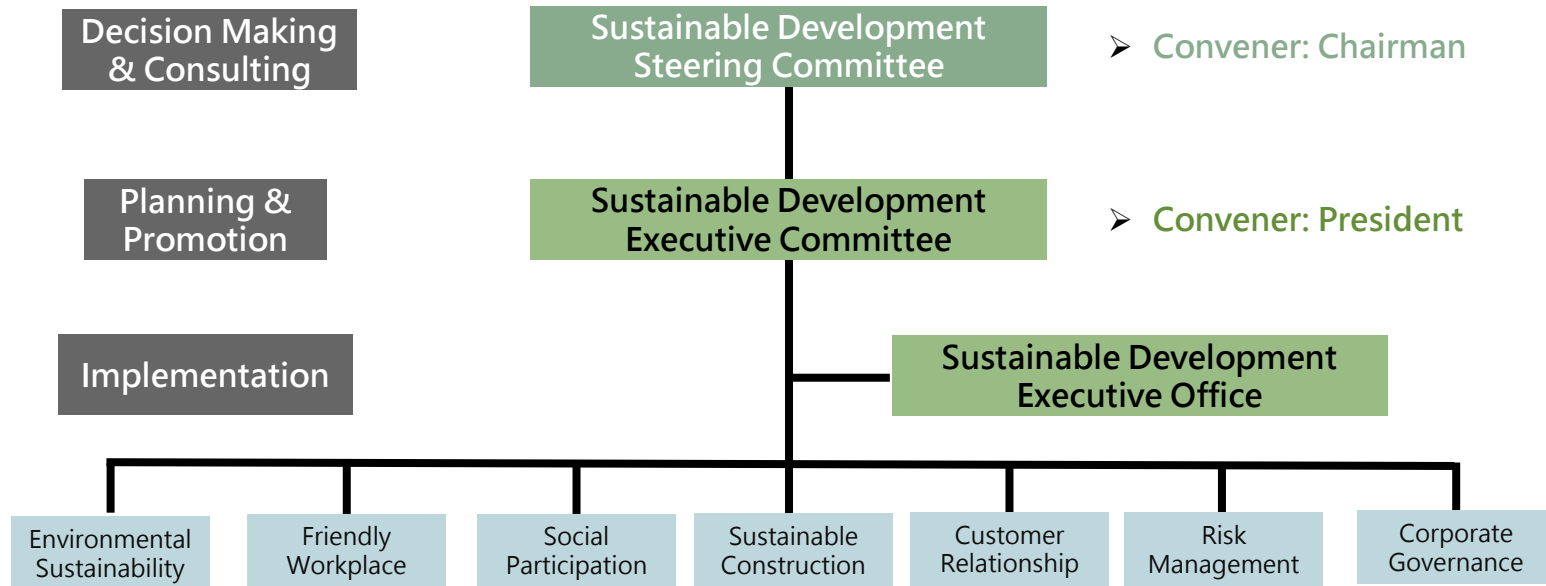 Decision Making
& Consulting
Sustainable Development
Steering Committee
➢ Convener: Chairman
Planning &
Promotion
Sustainable Development
Executive Committee
➢ Convener: President
Implementation
Sustainable Development
Executive Office
Environmental
Sustainability
Friendly
Workplace
Social
Participation
Sustainable
Construction
Customer
Relationship
Risk
Management
Corporate
Governance